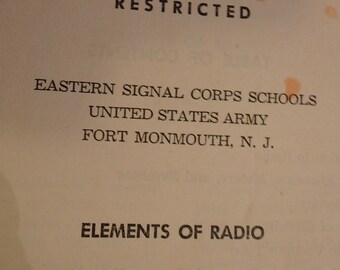 RESTRICTED
EASTERN SIGNAL CORPS SCHOOLS
UNITED STATES ARMY
FORT MONMOUTH, N. J.
ELEMENTS OF RADIO